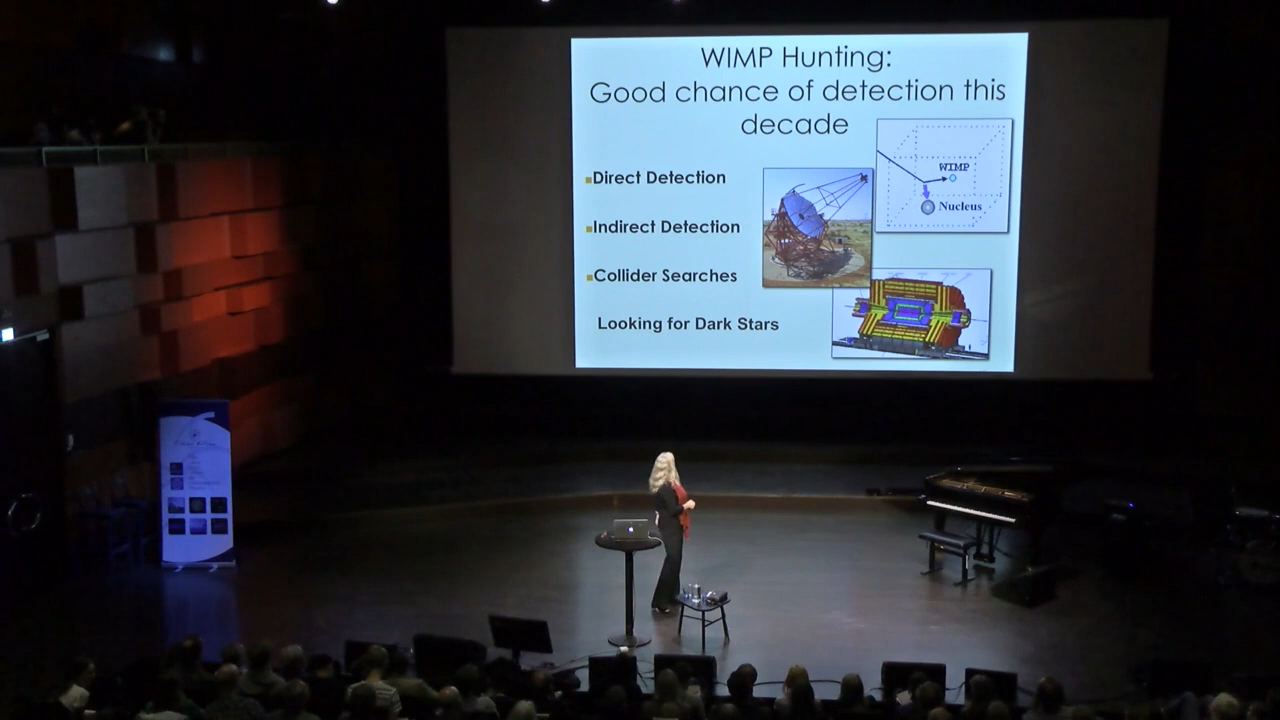 WIMP Hunting:
Good chance of detection this
decade
Direct Detection
Indirect Detection
Collider Searches
Looking for Dark Stars
WIMP
Nucleus